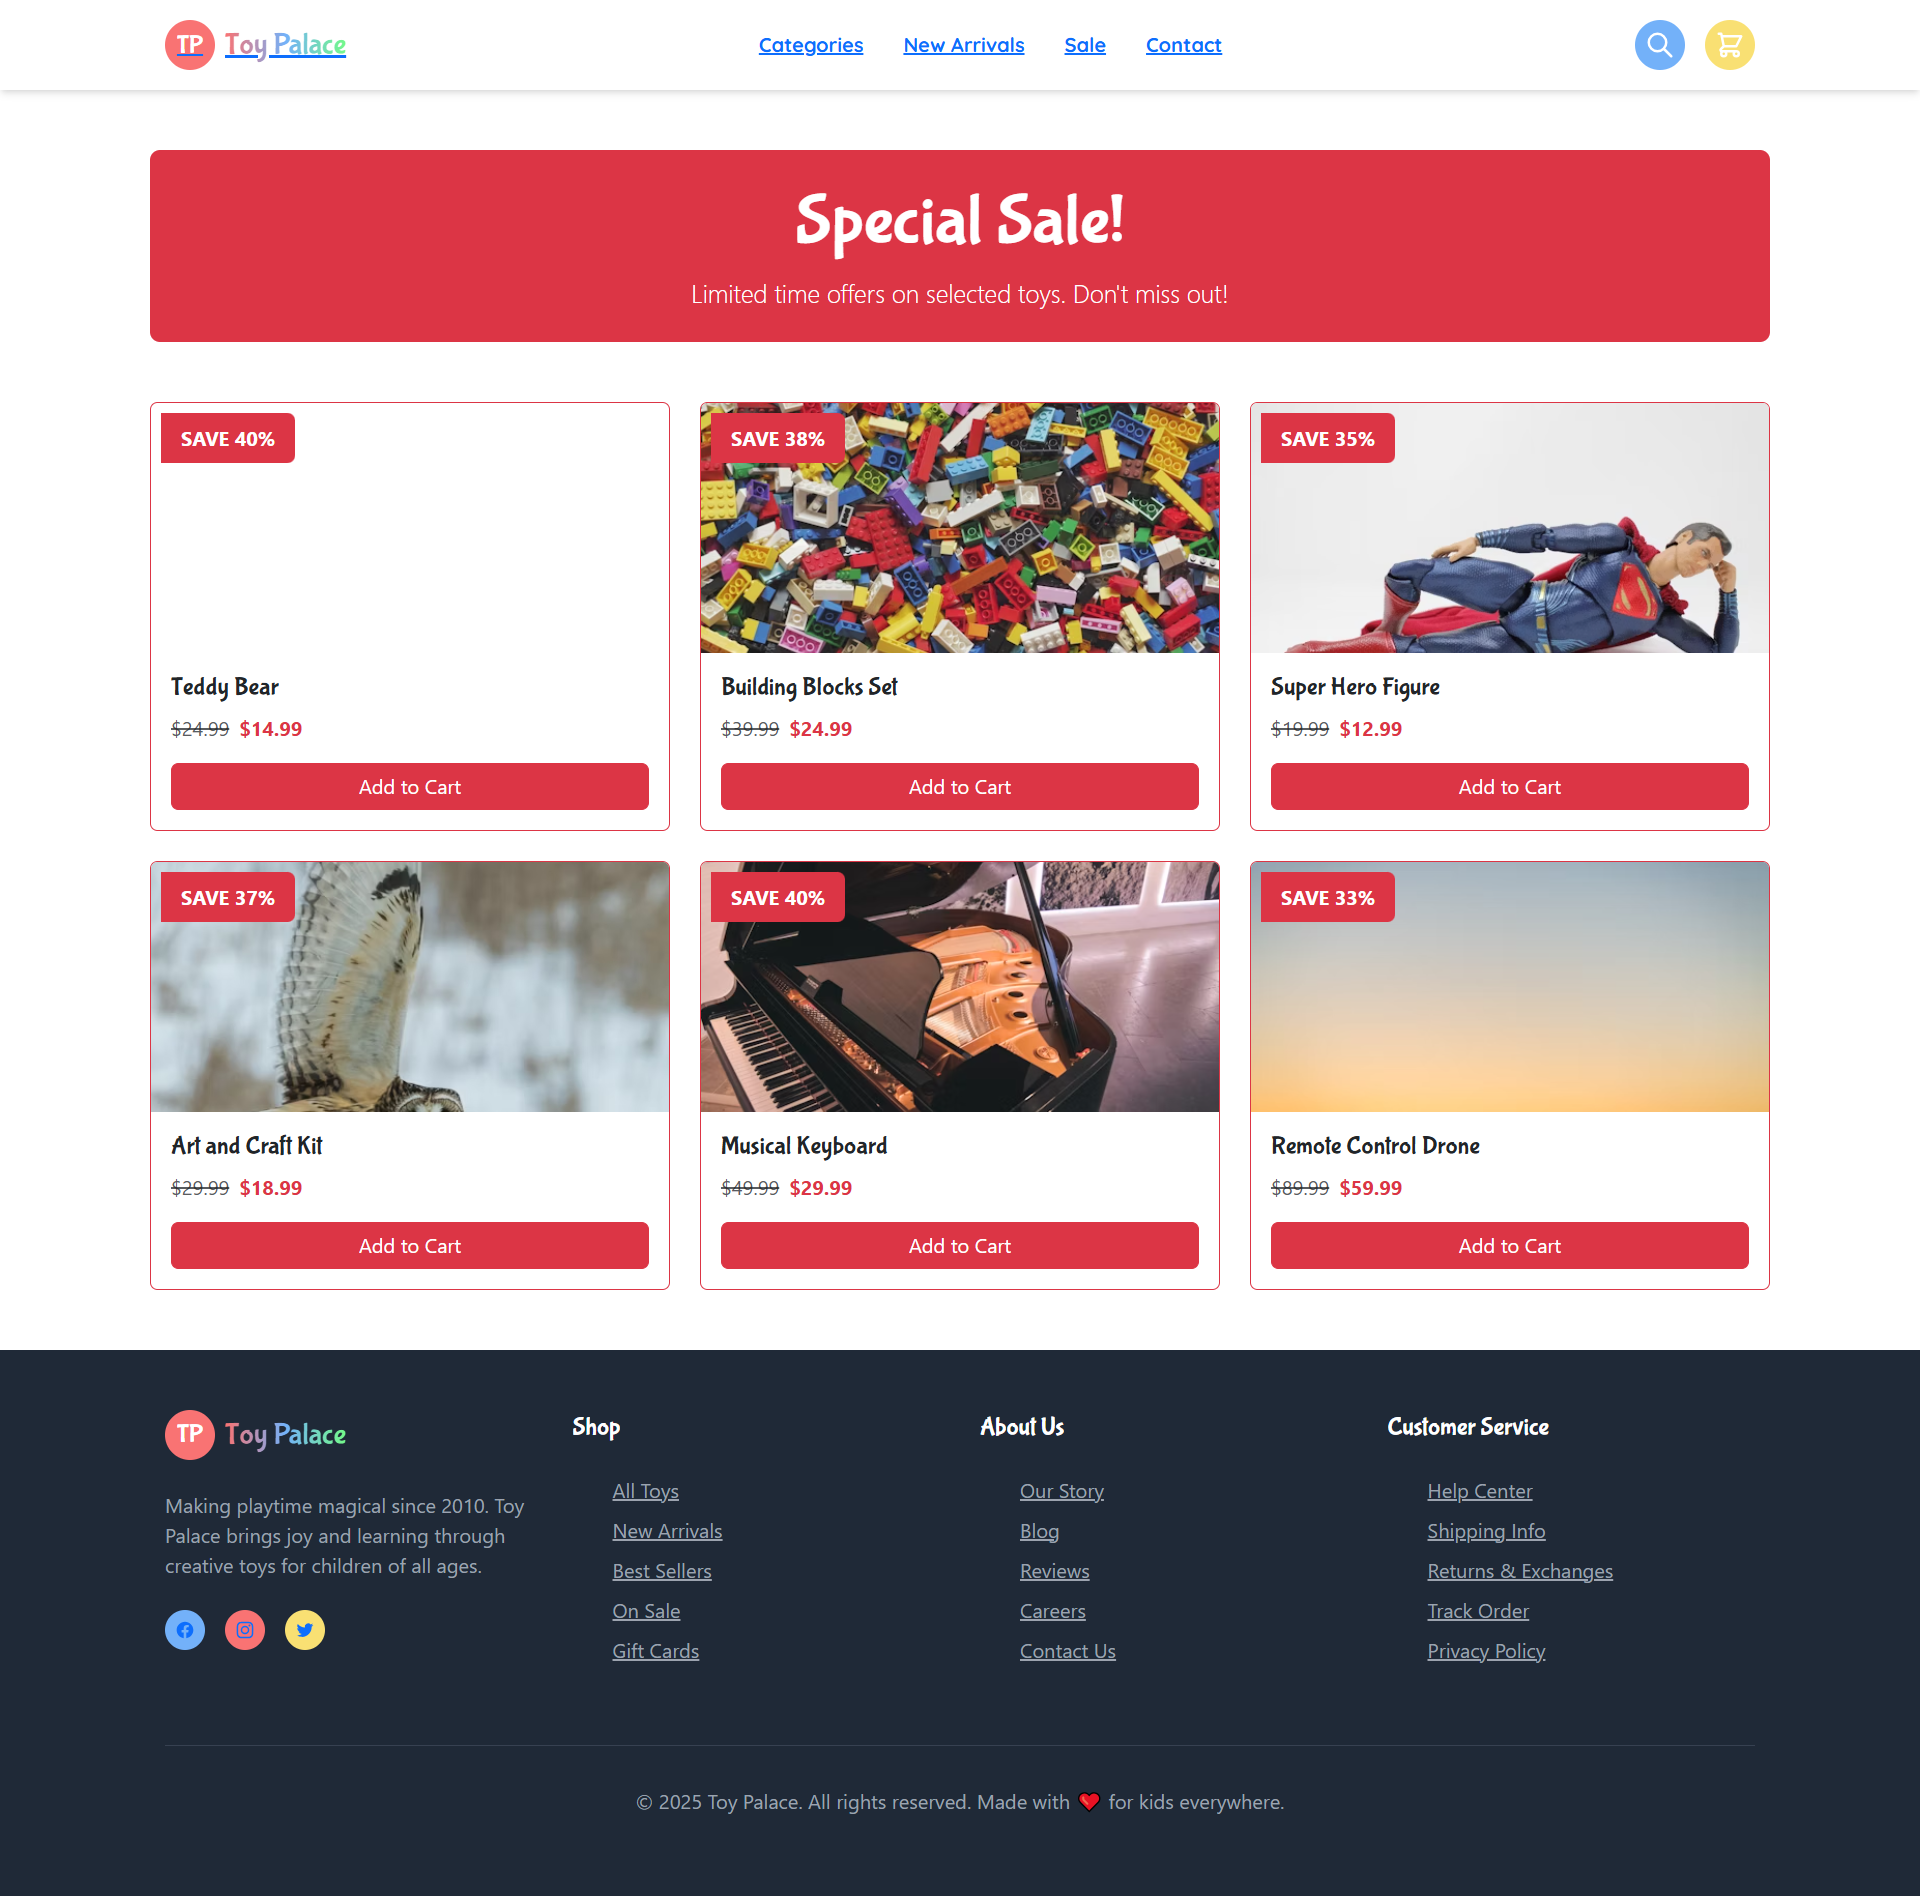 TP Toy Palace
Categories New Arrivals Sale Contact
Special Sale!
Limited time offers on selected toys. Don't miss out!
SAVE 40%
Teddy Bear
$24.99 $14.99
Add to Cart
SAVE 38%
Building Blocks Set
$39.99 $24.99
Add to Cart
SAVE 35%
Super Hero Figure
$19.99 $12.99
Add to Cart
SAVE 37%
Art and Craft Kit
$29.99 $18.99
Add to Cart
SAVE 40%
Musical Keyboard
$49.99 $29.99
Add to Cart
SAVE 33%
Remote Control Drone
$89.99 $59.99
Add to Cart
TP Toy Palace
Making playtime magical since 2010. Toy
Palace brings joy and learning through
creative toys for children of all ages.
Shop
All Toys
New Arrivals
Best Sellers
On Sale
Gift Cards
About Us
Our Story
Blog
Reviews
Careers
Contact Us
Customer Service
Help Center
Shipping Info
Returns & Exchanges
Track Order
Privacy Policy
© 2025 Toy Palace. All rights reserved. Made with ❤️ for kids everywhere.